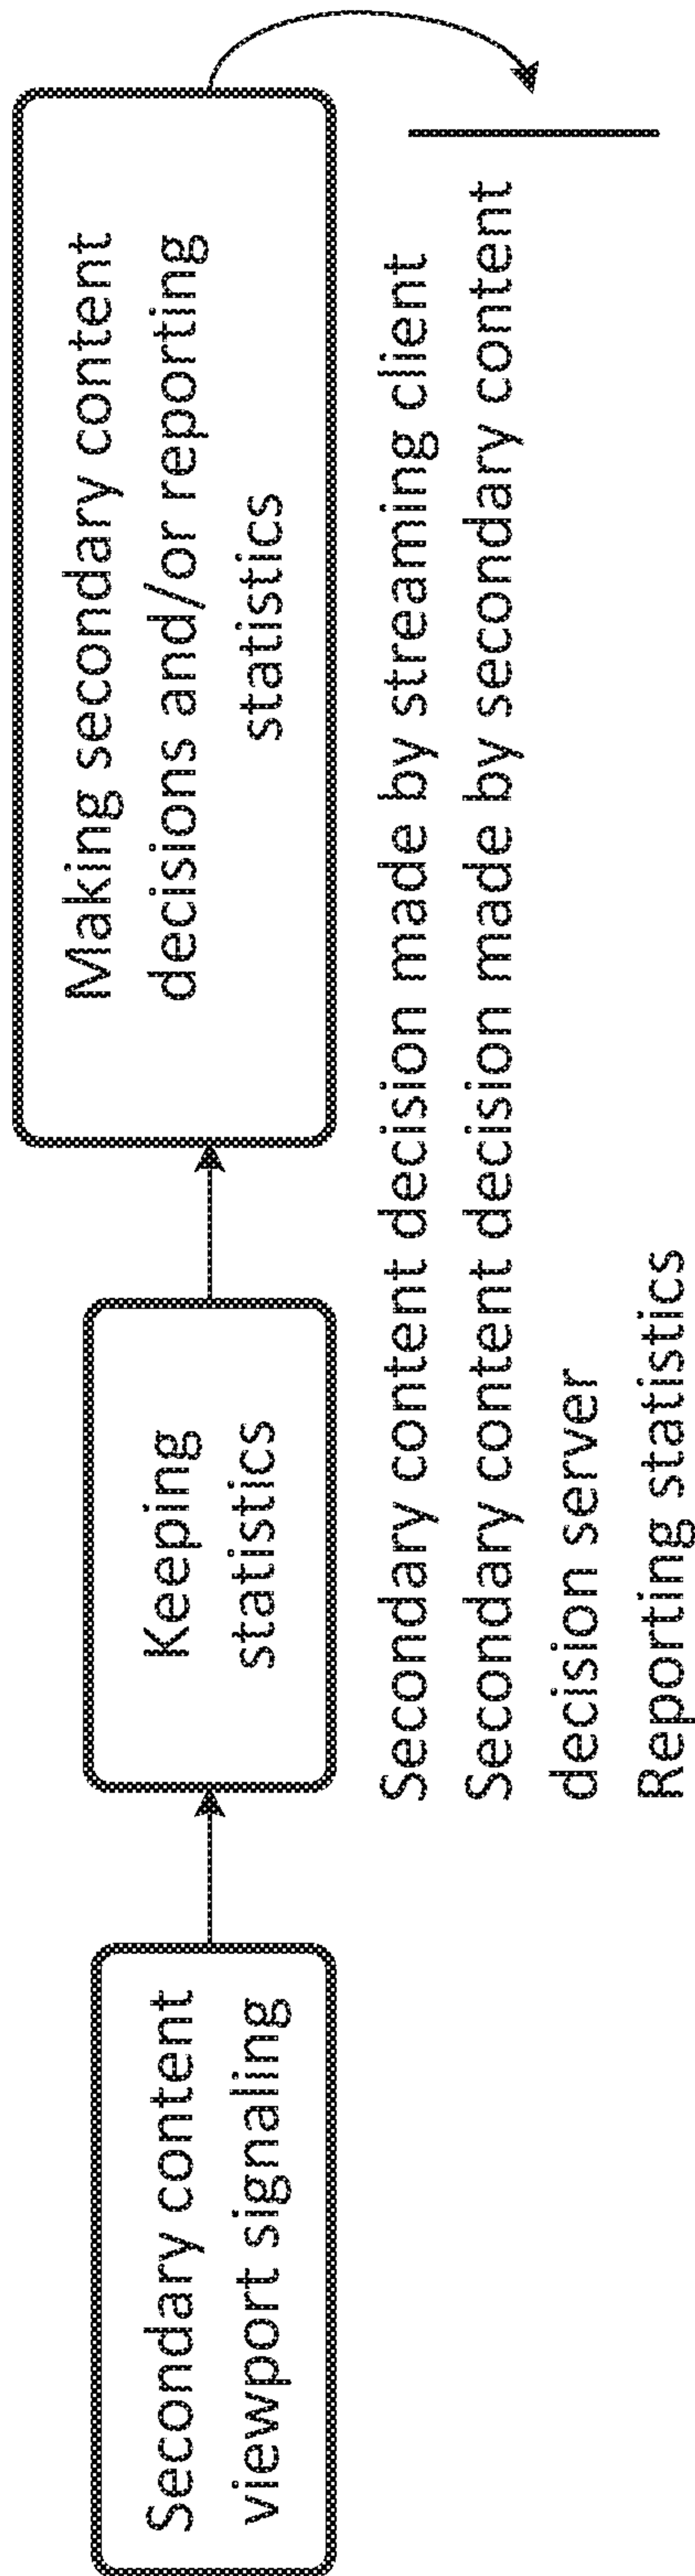 Secondary content
viewport signaling
Keeping
statistics
Making secondary content
decisions and/or reporting
statistics
Secondary content decision made by streaming client
Secondary content decision made by secondary content
decision server
Reporting statistics